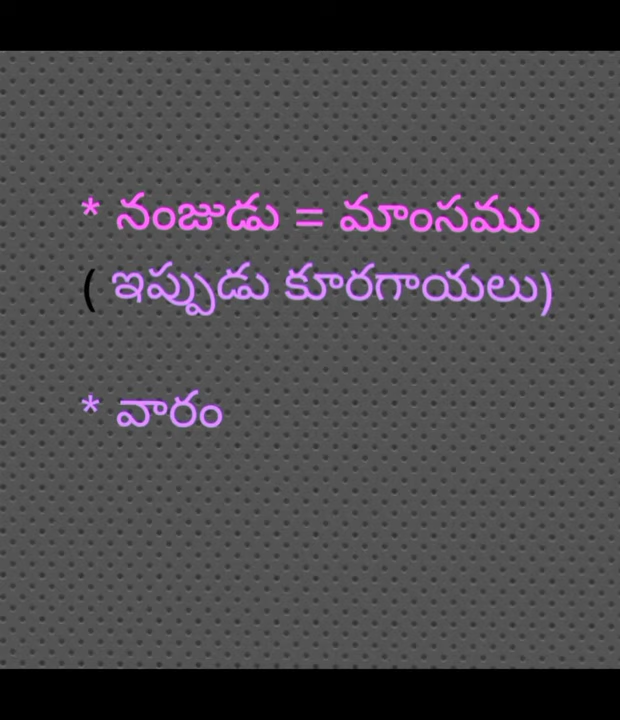 * నంజుడు = మాంసము
( ఇప్పుడు కూరగాయలు)
* వారం